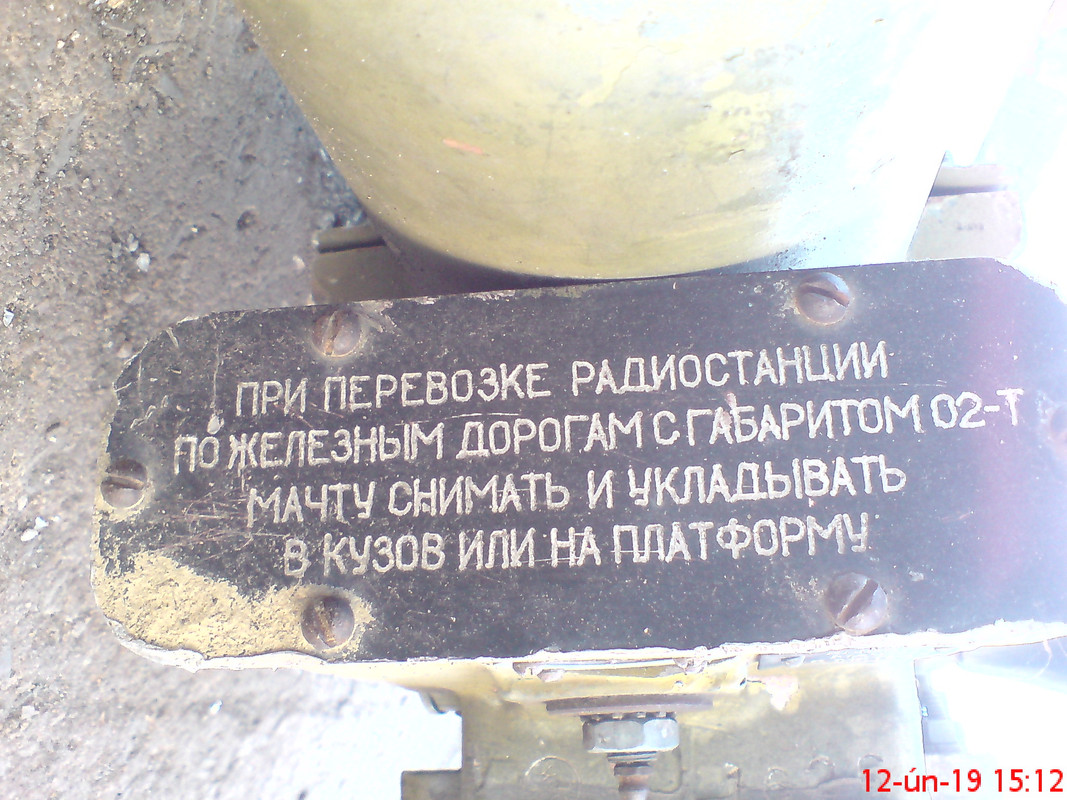 ПРИ ПЕРЕВОЗКЕ РАДИОСТАНЦИИ
ПО ЖЕЛЕЗНЫМ ДОРОГАМ С ГАБАРИТОМ 02-Т
МАЧТУ СНИМАТЬ И УКЛАДЫВАТЬ
В КУЗОВ ИЛИ НА ПЛАТФОРМУ
12-ún-19 15:12